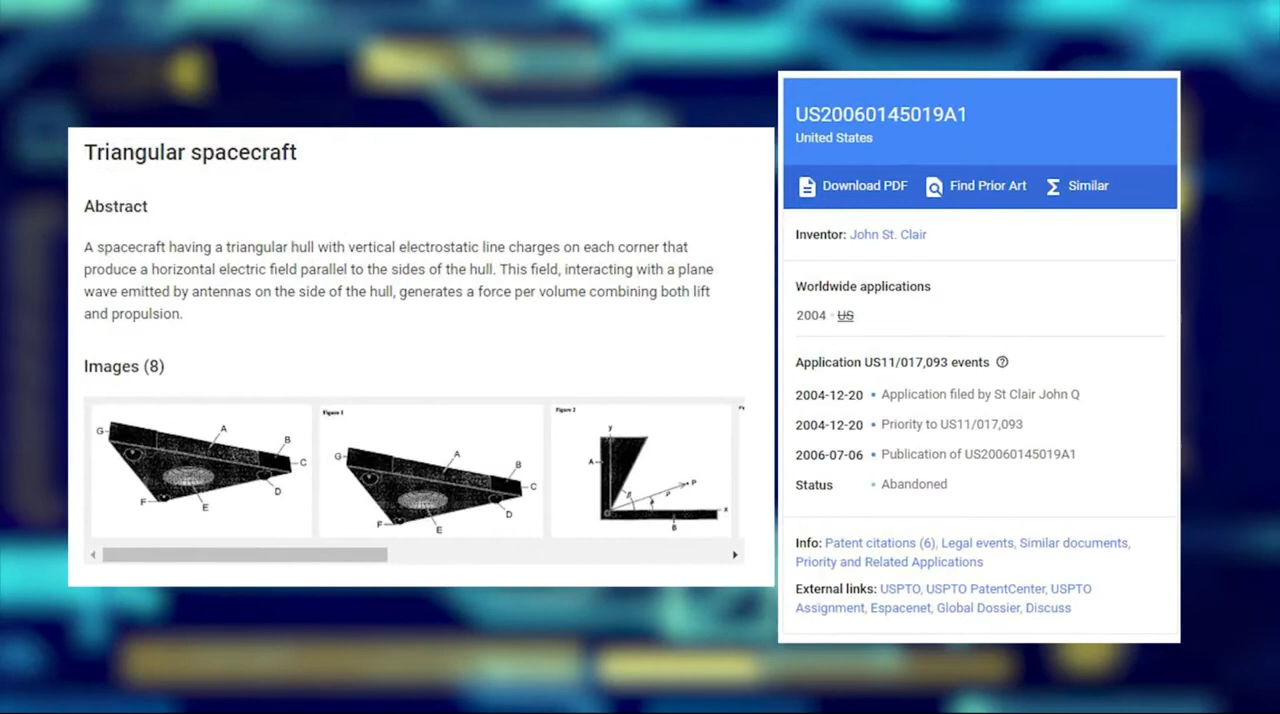 Triangular spacecraft
Abstract
A spacecraft having a triangular hull with vertical electrostatic line charges on each corner that
produce a horizontal electric field parallel to the sides of the hull. This field, interacting with a plane
wave emitted by antennas on the side of the hull, generates a force per volume combining both lift
and propulsion.
Images (8)
G A B C D E F
Figure 1
G A B C D E F
Figure 2
y A P x B
US20060145019A1
United States
Download PDF Find Prior Art Similar
Inventor: John St. Clair
Worldwide applications
2004 US
Application US11/017,093 events
2004-12-20 Application filed by St Clair John Q
2004-12-20 Priority to US11/017,093
2006-07-06 Publication of US20060145019A1
Status Abandoned
Info: Patent citations (6), Legal events, Similar documents,
Priority and Related Applications
External links: USPTO, USPTO PatentCenter, USPTO
Assignment, Espacenet, Global Dossier, Discuss